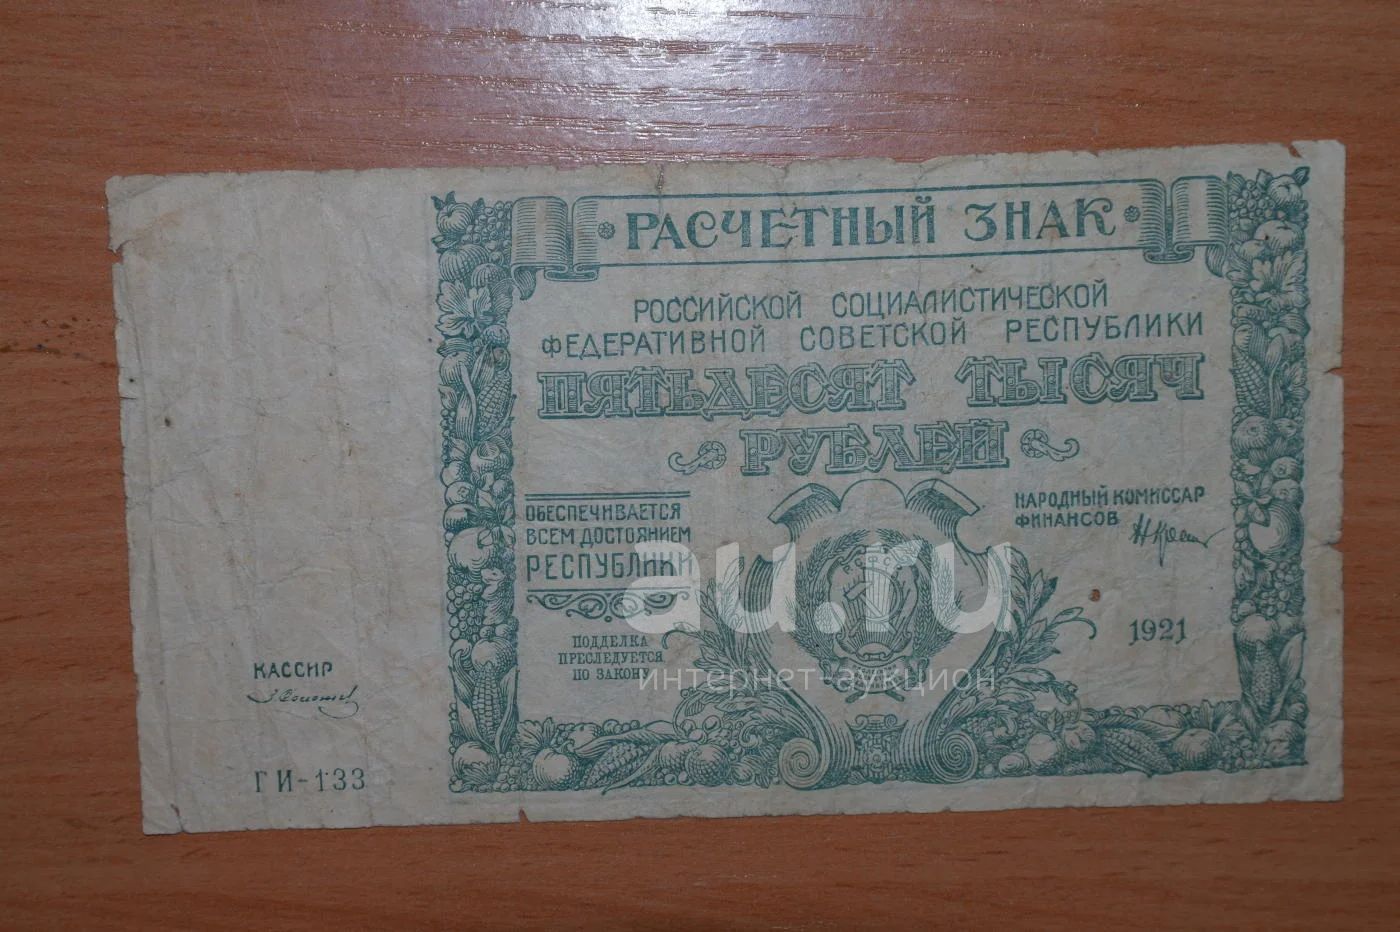 РАСЧЕТНЫЙ ЗНАК
РОССИЙСКОЙ СОЦИАЛИСТИЧЕСКОЙ
ФЕДЕРАТИВНОЙ СОВЕТСКОЙ РЕСПУБЛИКИ
ПЯТЬДЕСЯТ ТЫСЯЧ
РУБЛЕЙ
ОБЕСПЕЧИВАЕТСЯ
ВСЕМ ДОСТОЯНИЕМ
РЕСПУБЛИКИ
ПОДДЕЛКА
ПРЕСЛЕДУЕТСЯ
ПО ЗАКОНУ
НАРОДНЫЙ КОМИССАР
ФИНАНСОВ
1921
КАССИР
ГИ-133
au.ru
интернет-аукцион